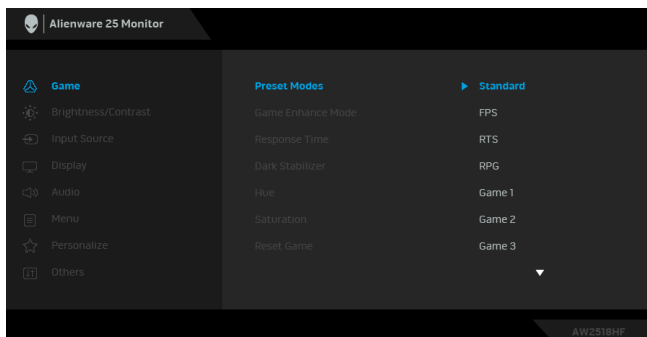 Alienware 25 Monitor
Game Preset Modes Standard
Brightness/Contrast Game Enhance Mode FPS
Input Source Response Time RTS
Display Dark Stabilizer RPG
Audio Hue Game 1
Menu Saturation Game 2
Personalize Reset Game Game 3
Others
AW2518HF